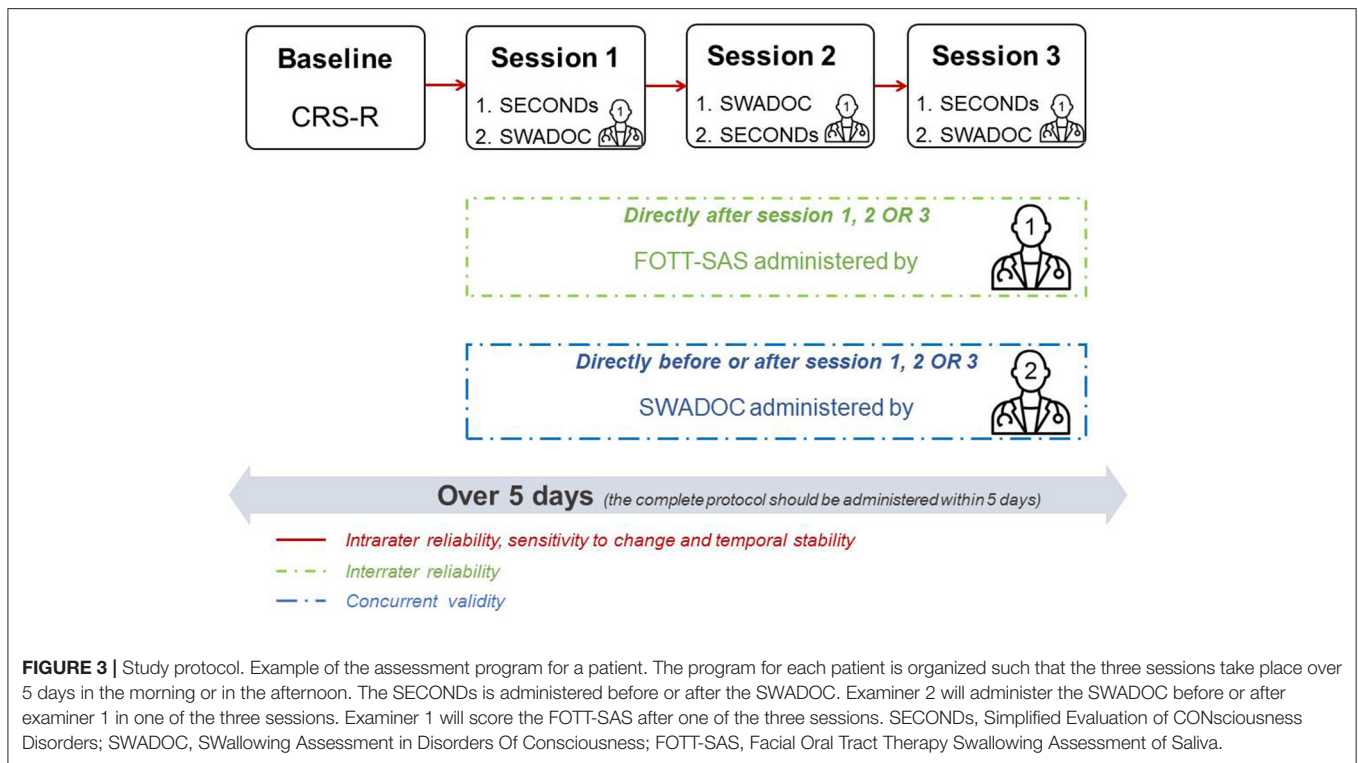 Baseline
CRS-R
Session 1
1. SECONDs
2. SWADOC
1
Session 2
1. SWADOC
2. SECONDs
1
Session 3
1. SECONDs
2. SWADOC
1
Directly after session 1, 2 OR 3
FOTT-SAS administered by
1
Directly before or after session 1, 2 OR 3
SWADOC administered by
2
Over 5 days (the complete protocol should be administered within 5 days)
Intrarater reliability, sensitivity to change and temporal stability
Interrater reliability
Concurrent validity
FIGURE 3 | Study protocol. Example of the assessment program for a patient. The program for each patient is organized such that the three sessions take place over
5 days in the morning or in the afternoon. The SECONDs is administered before or after the SWADOC. Examiner 2 will administer the SWADOC before or after
examiner 1 in one of the three sessions. Examiner 1 will score the FOTT-SAS after one of the three sessions. SECONDs, Simplified Evaluation of CONsciousness
Disorders; SWADOC, SWallowing Assessment in Disorders Of Consciousness; FOTT-SAS, Facial Oral Tract Therapy Swallowing Assessment of Saliva.